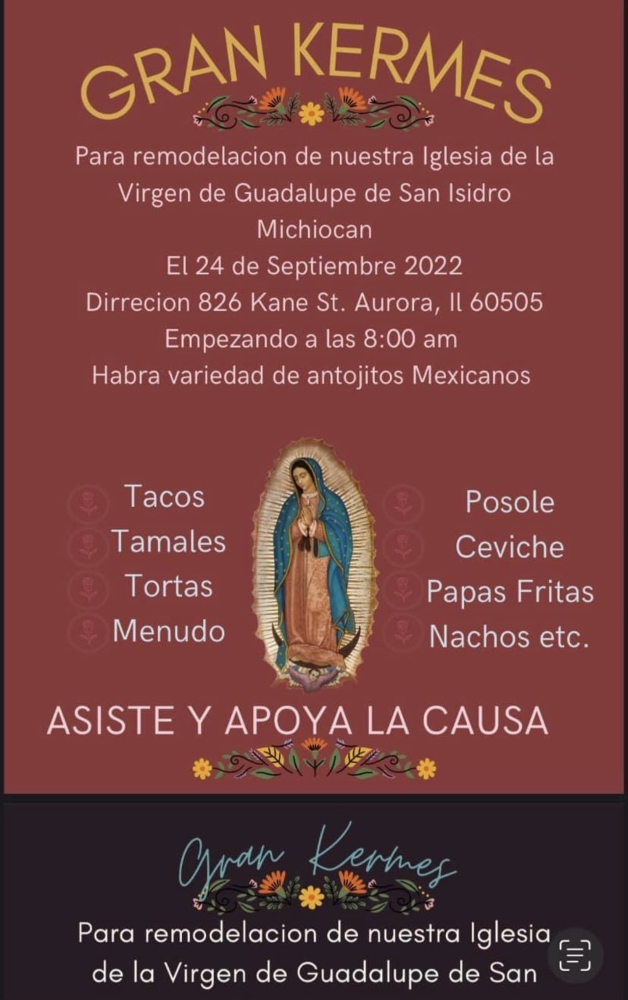 GRAN KERMES
Para remodelacion de nuestra Iglesia de la
Virgen de Guadalupe de San Isidro
Michiocan
El 24 de Septiembre 2022
Dirrecion 826 Kane St. Aurora, Il 60505
Empezando a las 8:00 am
Habra variedad de antojitos Mexicanos
Tacos
Tamales
Tortas
Menudo
Posole
Ceviche
Papas Fritas
Nachos etc.
ASISTE Y APOYA LA CAUSA
Gran Kermes
Para remodelacion de nuestra Iglesia
de la Virgen de Guadalupe de San